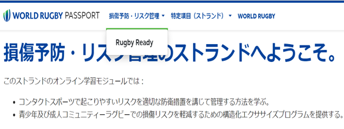 WORLD RUGBY PASSPORT 損傷予防・リスク管理 特定項目（ストランド） WORLD RUGBY
Rugby Ready
損傷予防・リスク管理のストランドへようこそ。
このストランドのオンライン学習モジュールでは：
• コンタクトスポーツで起こりやすいリスクを適切な防衛措置を講じて管理する方法を学ぶ。
• 青少年及び成人コミュニティーラグビーでの損傷リスクを軽減するための構造化エクササイズプログラムを提供する。